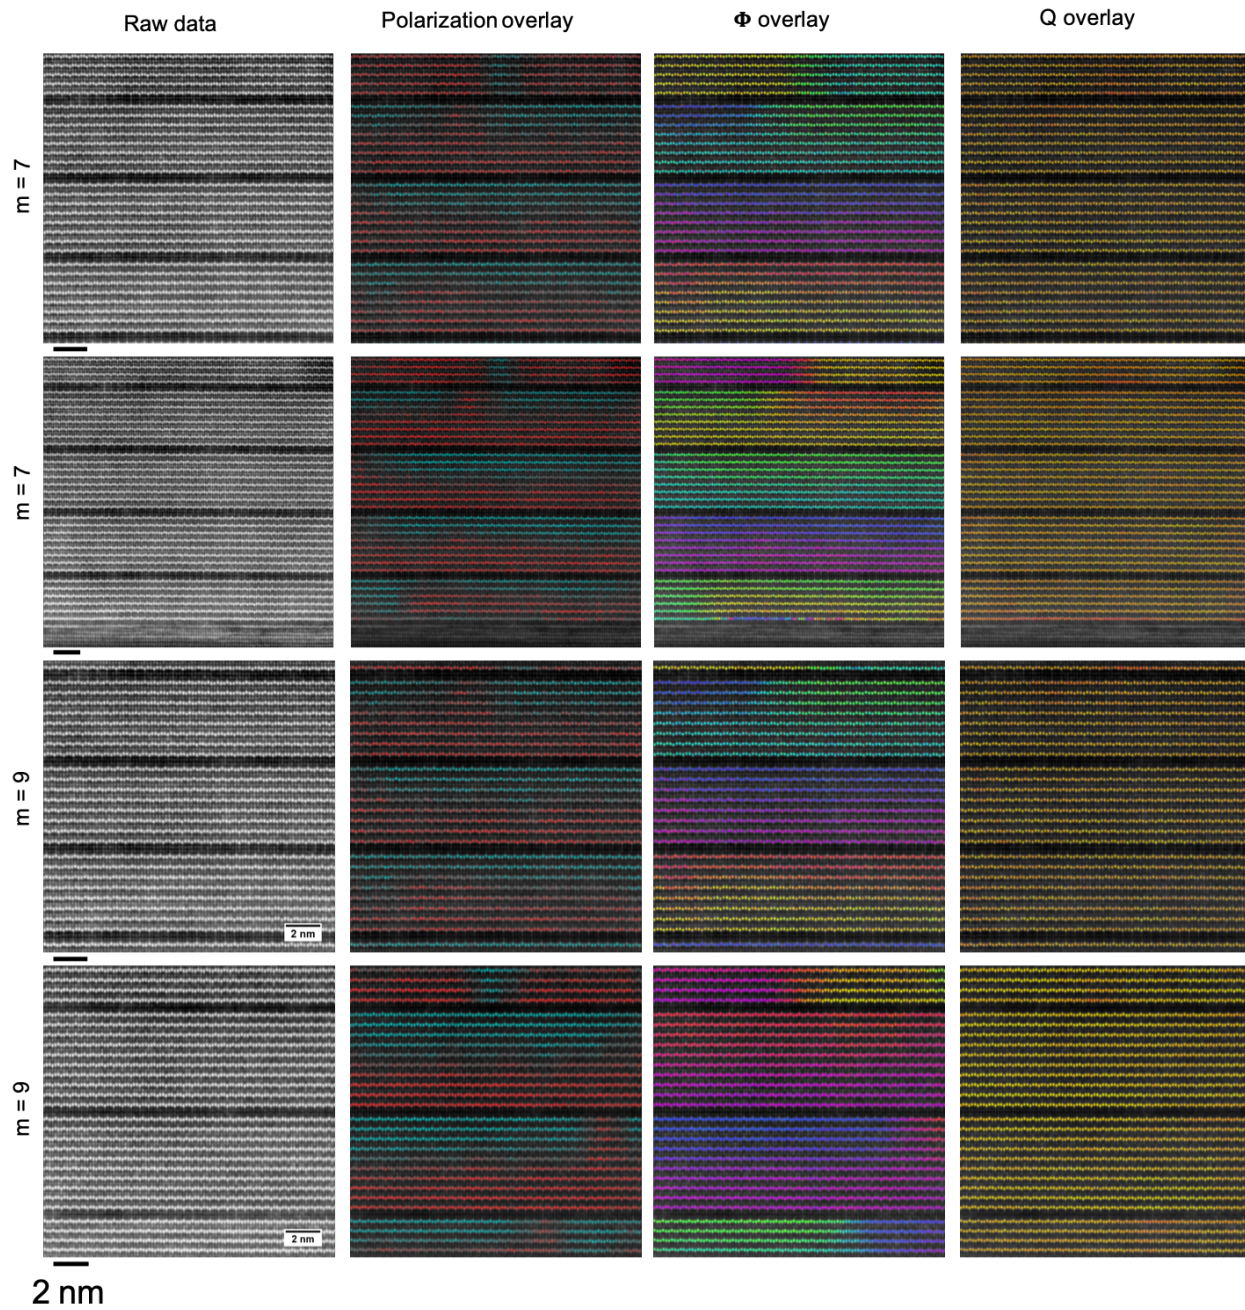 Raw data
Polarization overlay
Φ overlay
Q overlay
m = 7
m = 7
m = 9
2 nm
m = 9
2 nm
2 nm